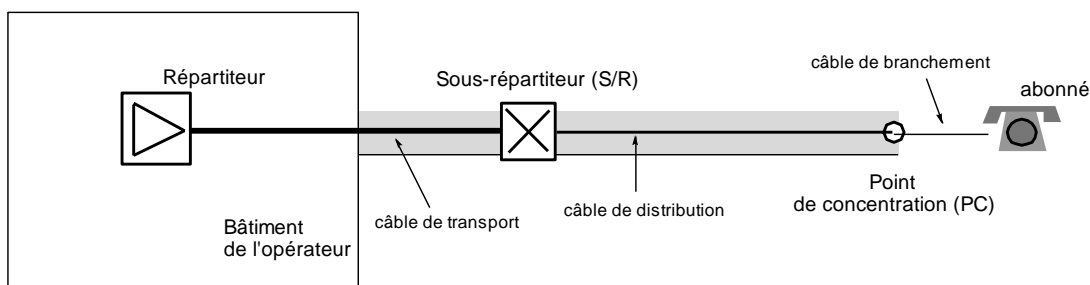 Répartiteur
Sous-répartiteur (S/R)
câble de branchement
abonné
câble de transport
câble de distribution
Point
de concentration (PC)
Bâtiment
de l'opérateur